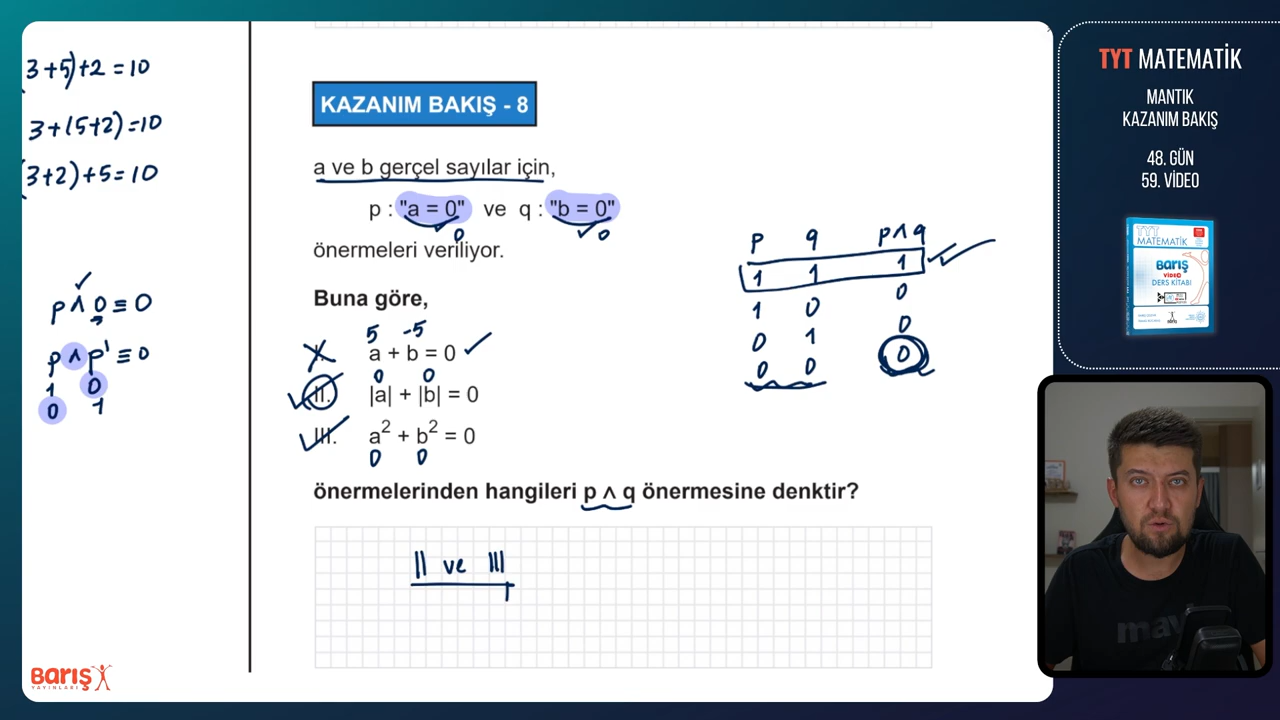 (3+5)+2=10
3+(5+2)=10
(3+2)+5=10
p∧0≡0
p∧p'≡0
1 0
0 1
BARIŞ
YAYINLARI
KAZANIM BAKIŞ - 8
a ve b gerçel sayılar için,
p : "a = 0" ve q : "b = 0"
0 0
önermeleri veriliyor.
Buna göre,
5 -5
I. a + b = 0
0 0
II. |a| + |b| = 0
III. a² + b² = 0
0 0
önermelerinden hangileri p ∧ q önermesine denktir?
II ve III
p q p∧q
1 1 1
1 0 0
0 1 0
0 0 0
TYT MATEMATİK
MANTIK
KAZANIM BAKIŞ
48. GÜN
59. VİDEO
TYT
MATEMATİK
BARIŞ
VİDEO
DERS KİTABI
may